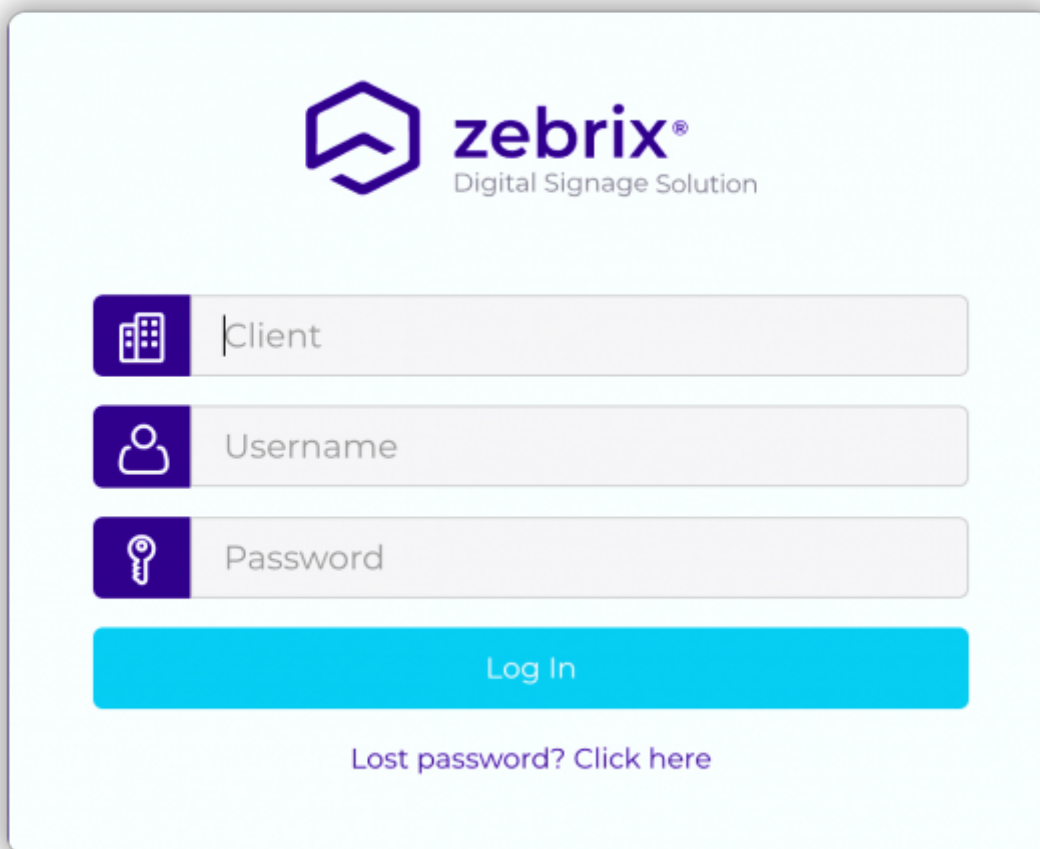 zebrix®
Digital Signage Solution
Client
Username
Password
Log In
Lost password? Click here